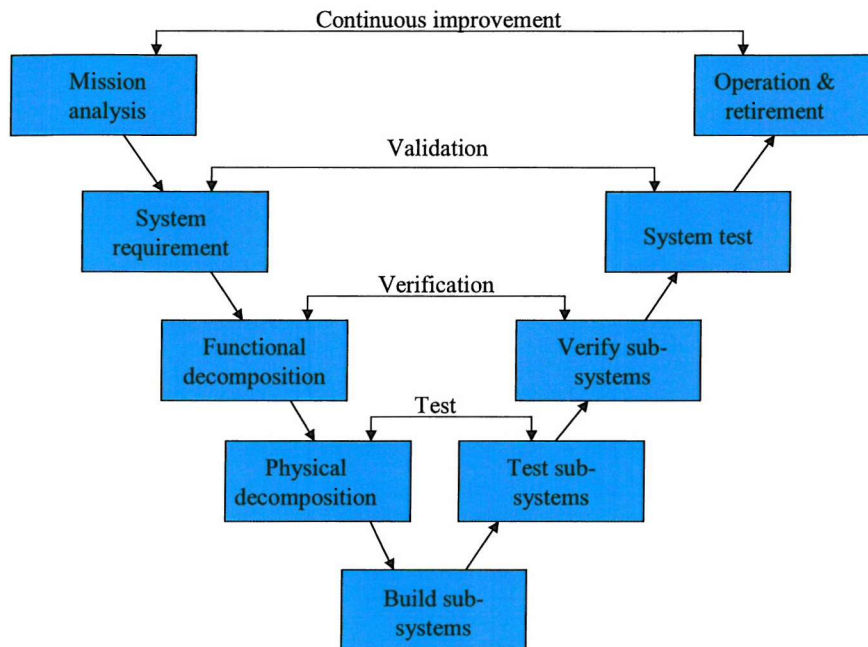 Continuous improvement
Mission
analysis
Operation &
retirement
Validation
System
requirement
System test
Verification
Functional
decomposition
Verify sub-
systems
Test
Physical
decomposition
Test sub-
systems
Build sub-
systems